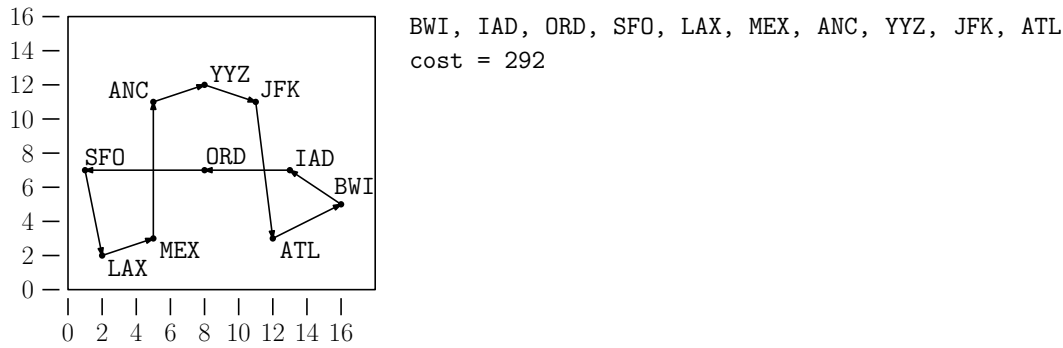 BWI, IAD, ORD, SFO, LAX, MEX, ANC, YYZ, JFK, ATL
cost = 292
16
14
12
10
8
6
4
2
0
YYZ
ANC
JFK
SFO
ORD
IAD
BWI
MEX
ATL
LAX
0 2 4 6 8 10 12 14 16